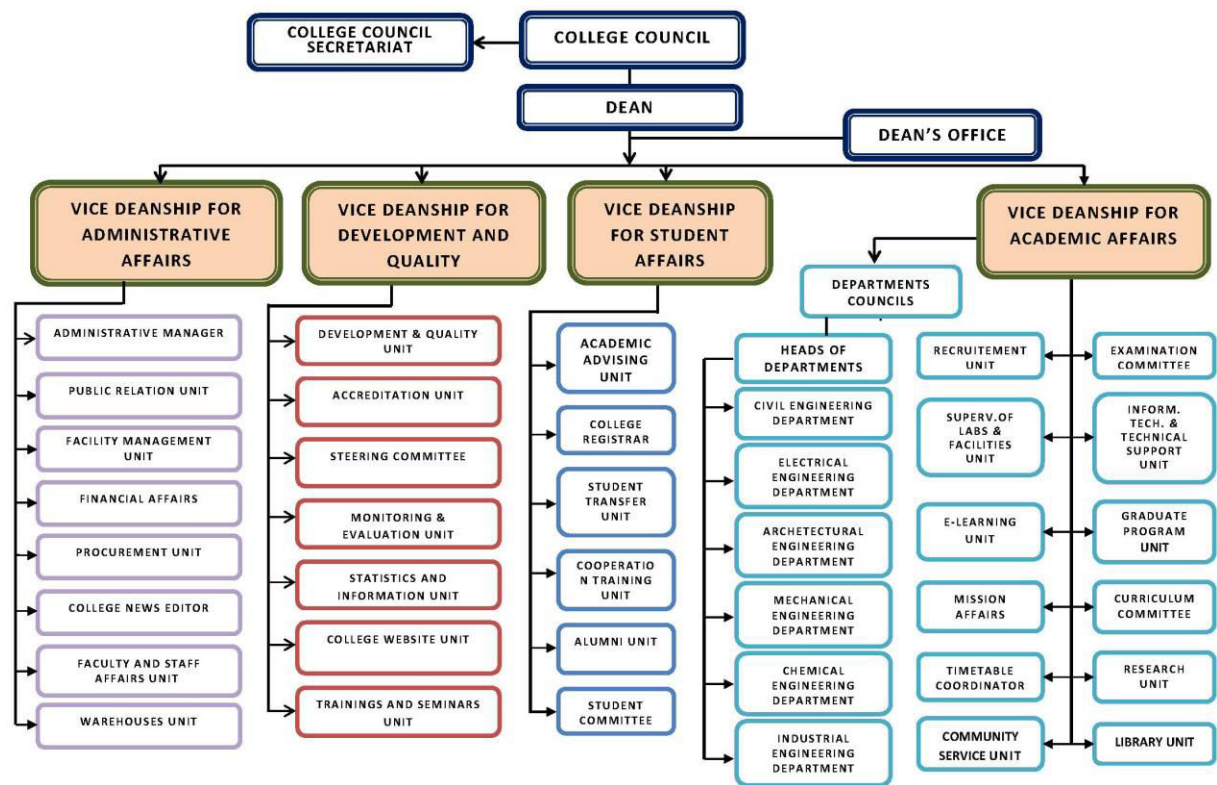 COLLEGE COUNCIL
SECRETARIAT
COLLEGE COUNCIL
DEAN
DEAN'S OFFICE
VICE DEANSHIP FOR
ADMINISTRATIVE
AFFAIRS
VICE DEANSHIP FOR
DEVELOPMENT AND
QUALITY
VICE DEANSHIP
FOR STUDENT
AFFAIRS
VICE DEANSHIP FOR
ACADEMIC AFFAIRS
ADMINISTRATIVE MANAGER
PUBLIC RELATION UNIT
FACILITY MANAGEMENT
UNIT
FINANCIAL AFFAIRS
PROCUREMENT UNIT
COLLEGE NEWS EDITOR
FACULTY AND STAFF
AFFAIRS UNIT
WAREHOUSES UNIT
DEVELOPMENT & QUALITY
UNIT
ACCREDITATION UNIT
STEERING COMMITTEE
MONITORING &
EVALUATION UNIT
STATISTICS AND
INFORMATION UNIT
COLLEGE WEBSITE UNIT
TRAININGS AND SEMINARS
UNIT
ACADEMIC
ADVISING
UNIT
COLLEGE
REGISTRAR
STUDENT
TRANSFER
UNIT
COOPERATIO
N TRAINING
UNIT
ALUMNI UNIT
STUDENT
COMMITTEE
DEPARTMENTS
COUNCILS
HEADS OF
DEPARTMENTS
CIVIL ENGINEERING
DEPARTMENT
ELECTRICAL
ENGINEERING
DEPARTMENT
ARCHETECTURAL
ENGINEERING
DEPARTMENT
MECHANICAL
ENGINEERING
DEPARTMENT
CHEMICAL
ENGINEERING
DEPARTMENT
INDUSTRIAL
ENGINEERING
DEPARTMENT
RECRUITEMENT
UNIT
SUPERV.OF
LABS &
FACILITIES
UNIT
E-LEARNING
UNIT
MISSION
AFFAIRS
TIMETABLE
COORDINATOR
COMMUNITY
SERVICE UNIT
EXAMINATION
COMMITTEE
INFORM.
TECH. &
TECHNICAL
SUPPORT
UNIT
GRADUATE
PROGRAM
UNIT
CURRICULUM
COMMITTEE
RESEARCH
UNIT
LIBRARY UNIT